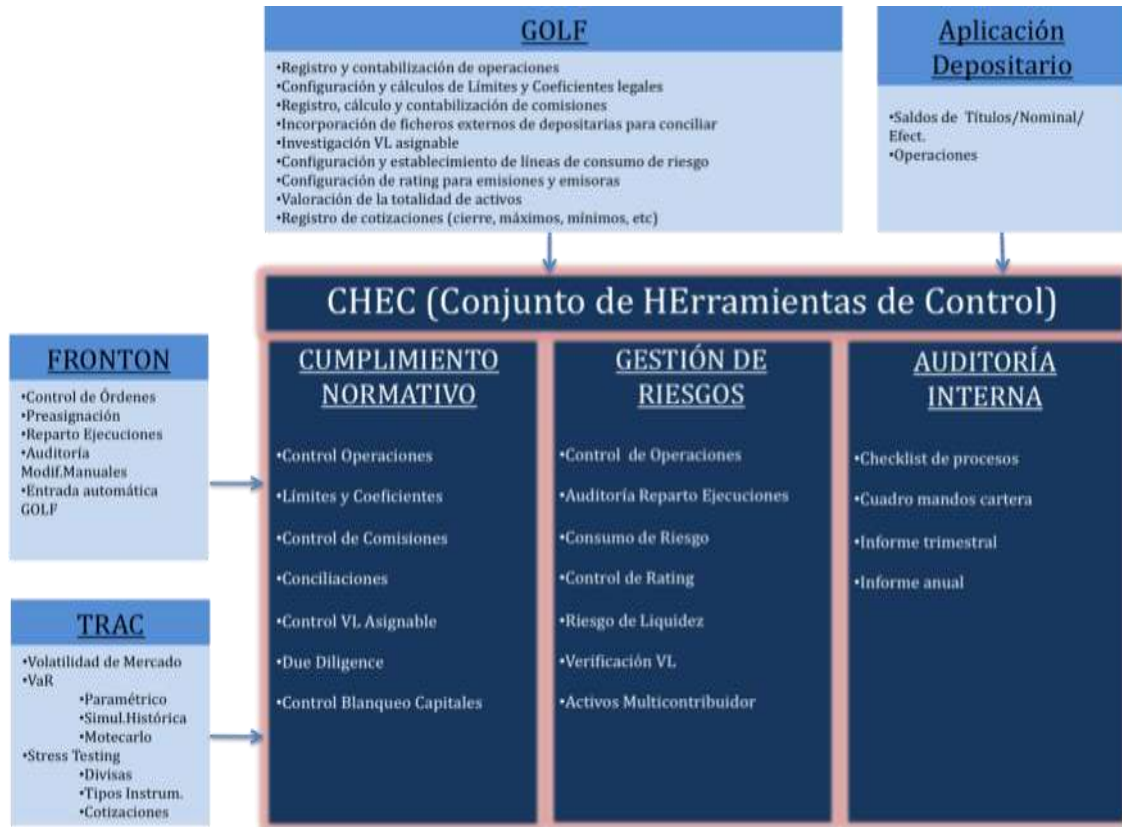 GOLF
•Registro y contabilización de operaciones
•Configuración y cálculos de Límites y Coeficientes legales
•Registro, cálculo y contabilización de comisiones
•Incorporación de ficheros externos de depositarias para conciliar
•Investigación VL asignable
•Configuración y establecimiento de líneas de consumo de riesgo
•Configuración de rating para emisiones y emisoras
•Valoración de la totalidad de activos
•Registro de cotizaciones (cierre, máximos, mínimos, etc)
Aplicación
Depositario
•Saldos de Títulos/Nominal/
Efect.
•Operaciones
CHEC (Conjunto de HErramientas de Control)
FRONTON
•Control de Órdenes
•Preasignación
•Reparto Ejecuciones
•Auditoría
Modif.Manuales
•Entrada automática
GOLF
TRAC
•Volatilidad de Mercado
•VaR
•Paramétrico
•Simul.Histórica
•Motecarlo
•Stress Testing
•Divisas
•Tipos Instrum.
•Cotizaciones
CUMPLIMIENTO
NORMATIVO
•Control Operaciones
•Límites y Coeficientes
•Control de Comisiones
•Conciliaciones
•Control VL Asignable
•Due Diligence
•Control Blanqueo Capitales
GESTIÓN DE
RIESGOS
•Control de Operaciones
•Auditoría Reparto Ejecuciones
•Consumo de Riesgo
•Control de Rating
•Riesgo de Liquidez
•Verificación VL
•Activos Multicontribuidor
AUDITORÍA
INTERNA
•Checklist de procesos
•Cuadro mandos cartera
•Informe trimestral
•Informe anual